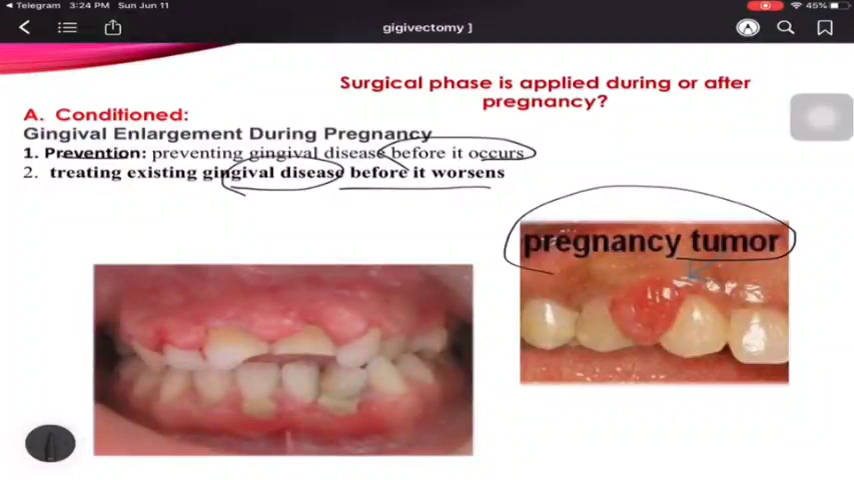 Telegram 3:24 PM Sun Jun 11 45%
gigivectomy ]
Surgical phase is applied during or after
pregnancy?
A. Conditioned:
Gingival Enlargement During Pregnancy
1. Prevention: preventing gingival disease before it occurs
2. treating existing gingival disease before it worsens
pregnancy tumor